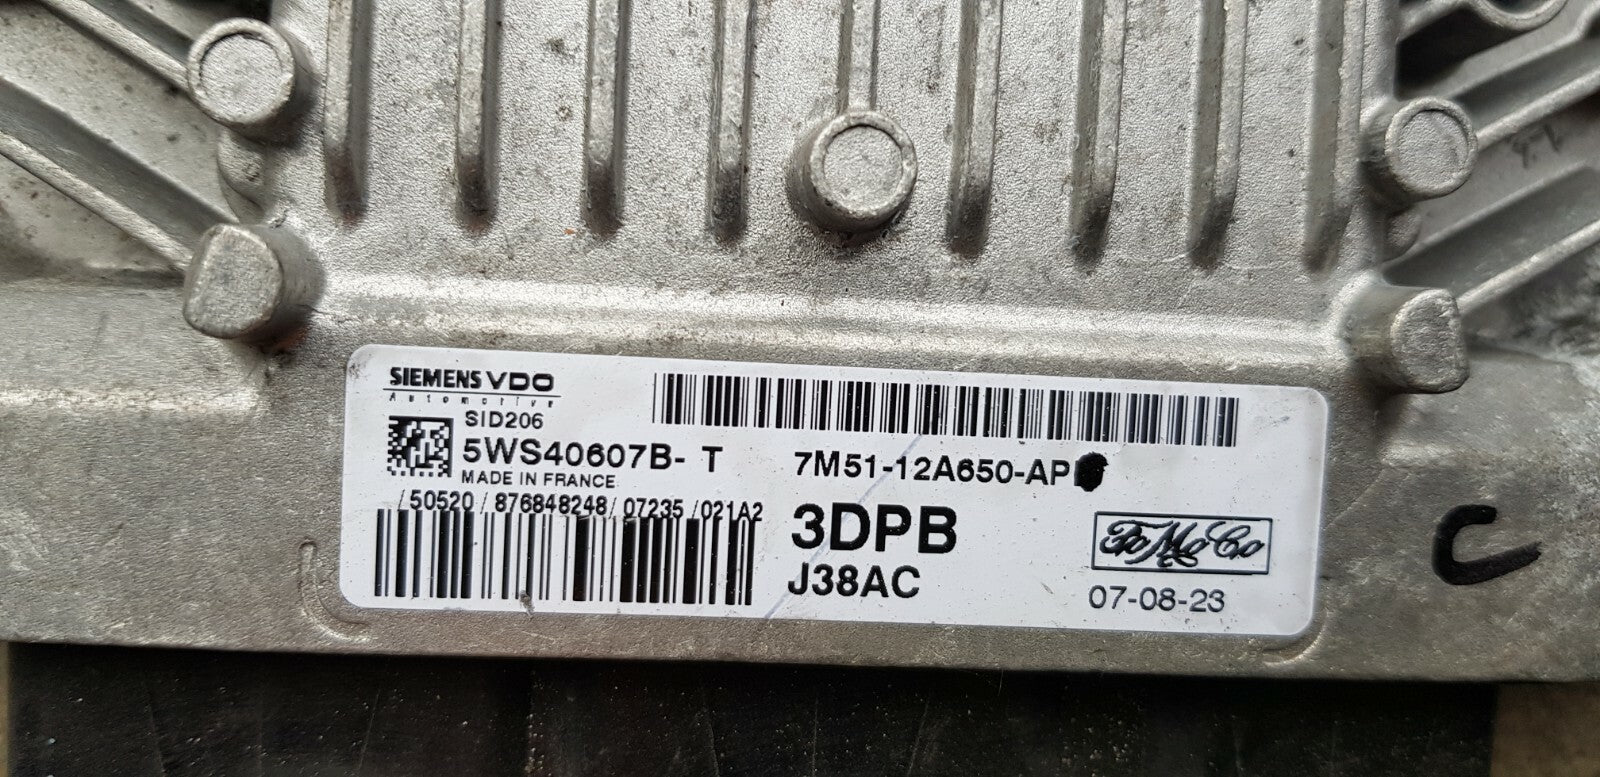 SIEMENS VDO
Automotive
SID206
5WS40607B- T
MADE IN FRANCE
/50520 / 876848248/ 07235 /021A2
7M51-12A650-AP
3DPB
J38AC
FoMoCo
07-08-23
C